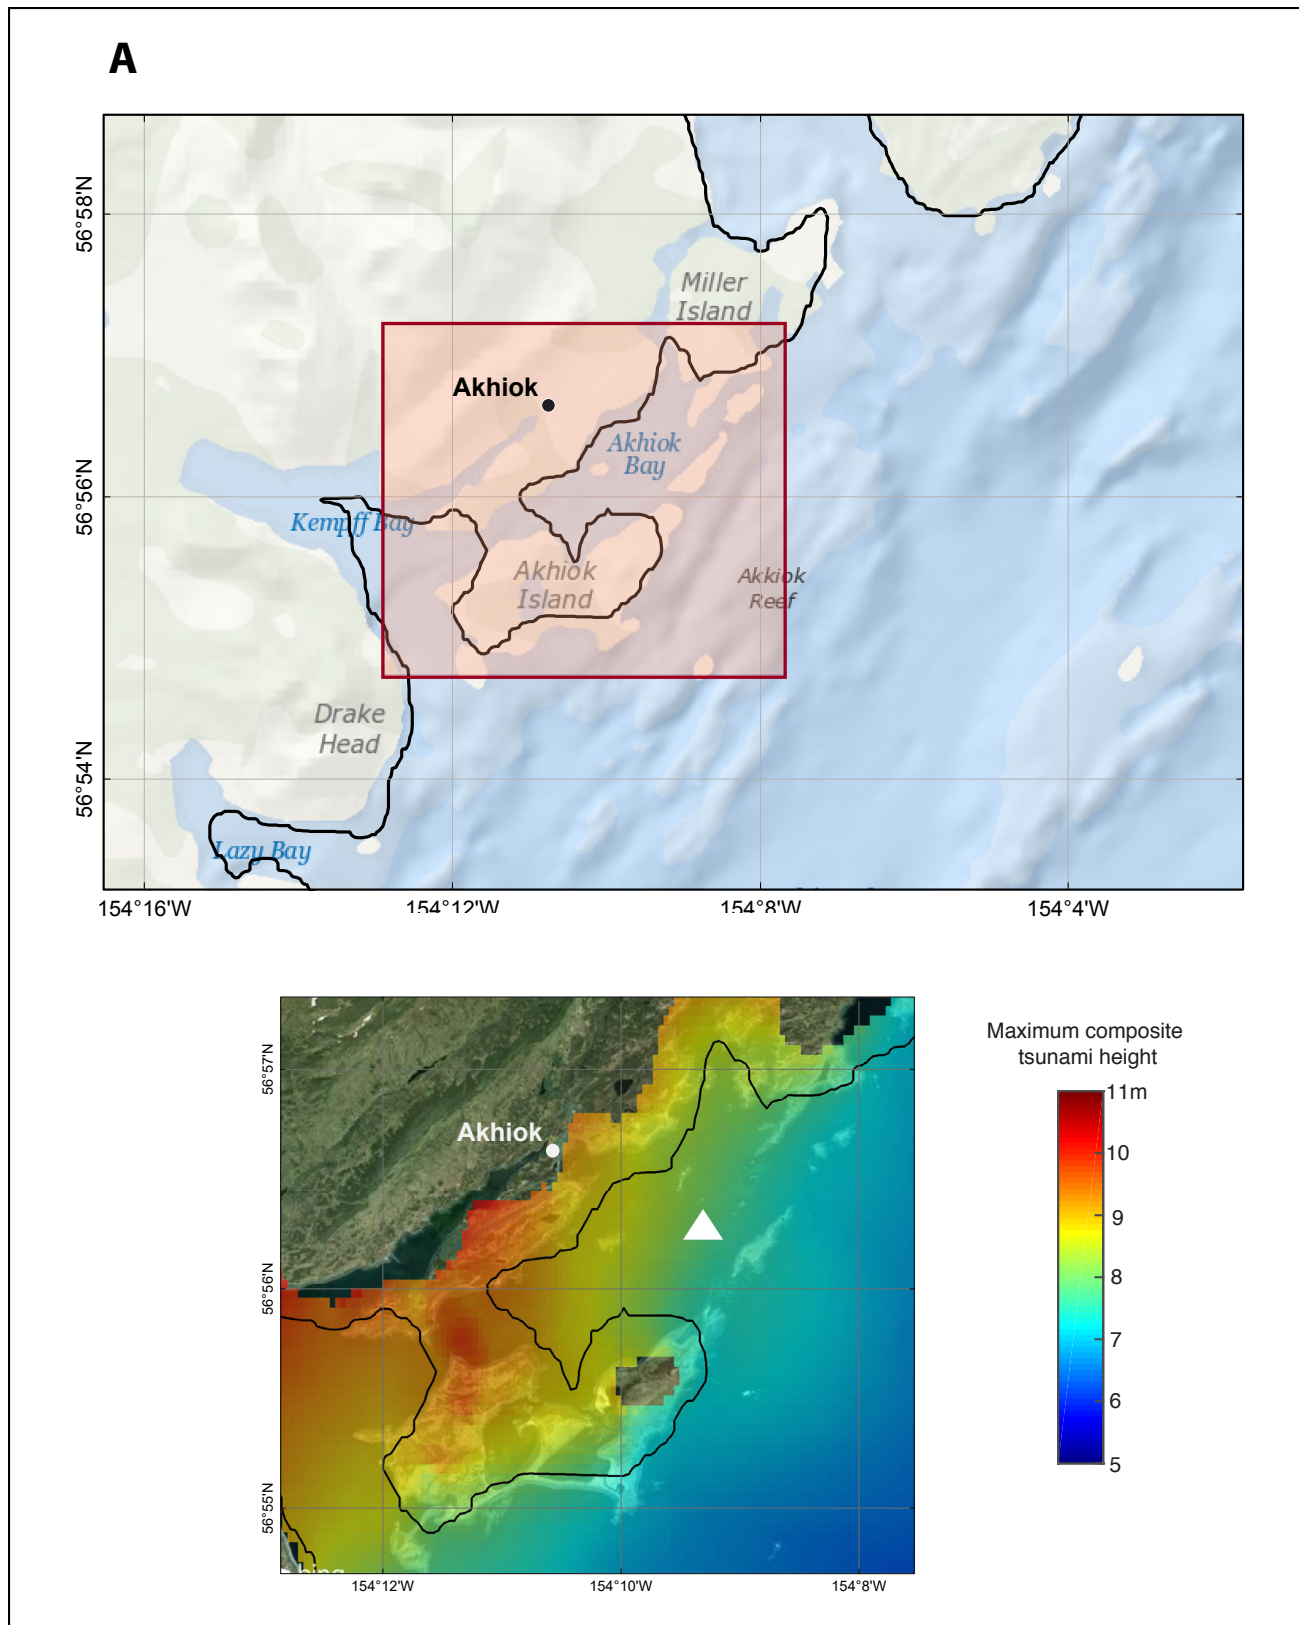 A
56°58'N
Miller
Island
Akhiok
Akhiok
Bay
56°56'N
Kempff Bay
Akhiok
Island
Akkiok
Reef
Drake
Head
56°54'N
Lazy Bay
154°16'W
154°12'W
154°8'W
154°4'W
Maximum composite
tsunami height
56°57'N
11m
Akhiok
10
9
56°56'N
8
7
6
56°55'N
5
bing
154°12'W
154°10'W
154°8'W